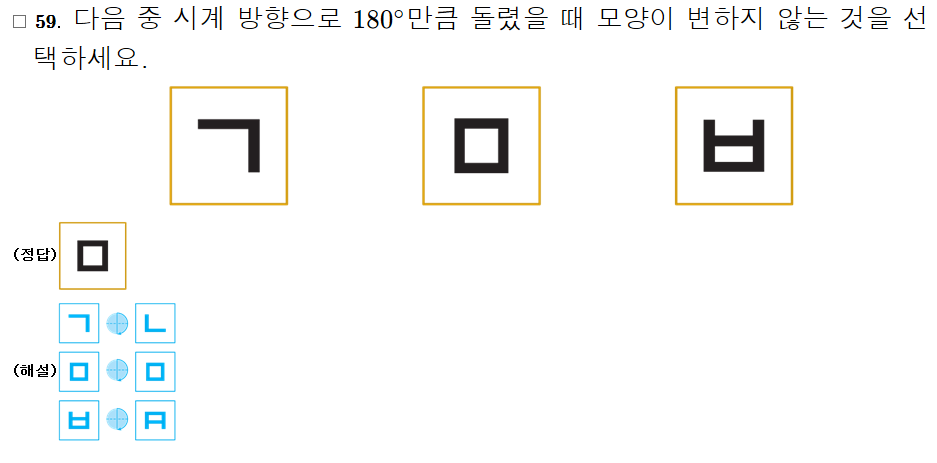 □ 59. 다음 중 시계 방향으로 180°만큼 돌렸을 때 모양이 변하지 않는 것을 선
택하세요.
ㄱ ㅁ ㅂ
(정답) ㅁ
ㄱ ㄴ
(해설) ㅁ ㅁ
ㅂ ㅍ